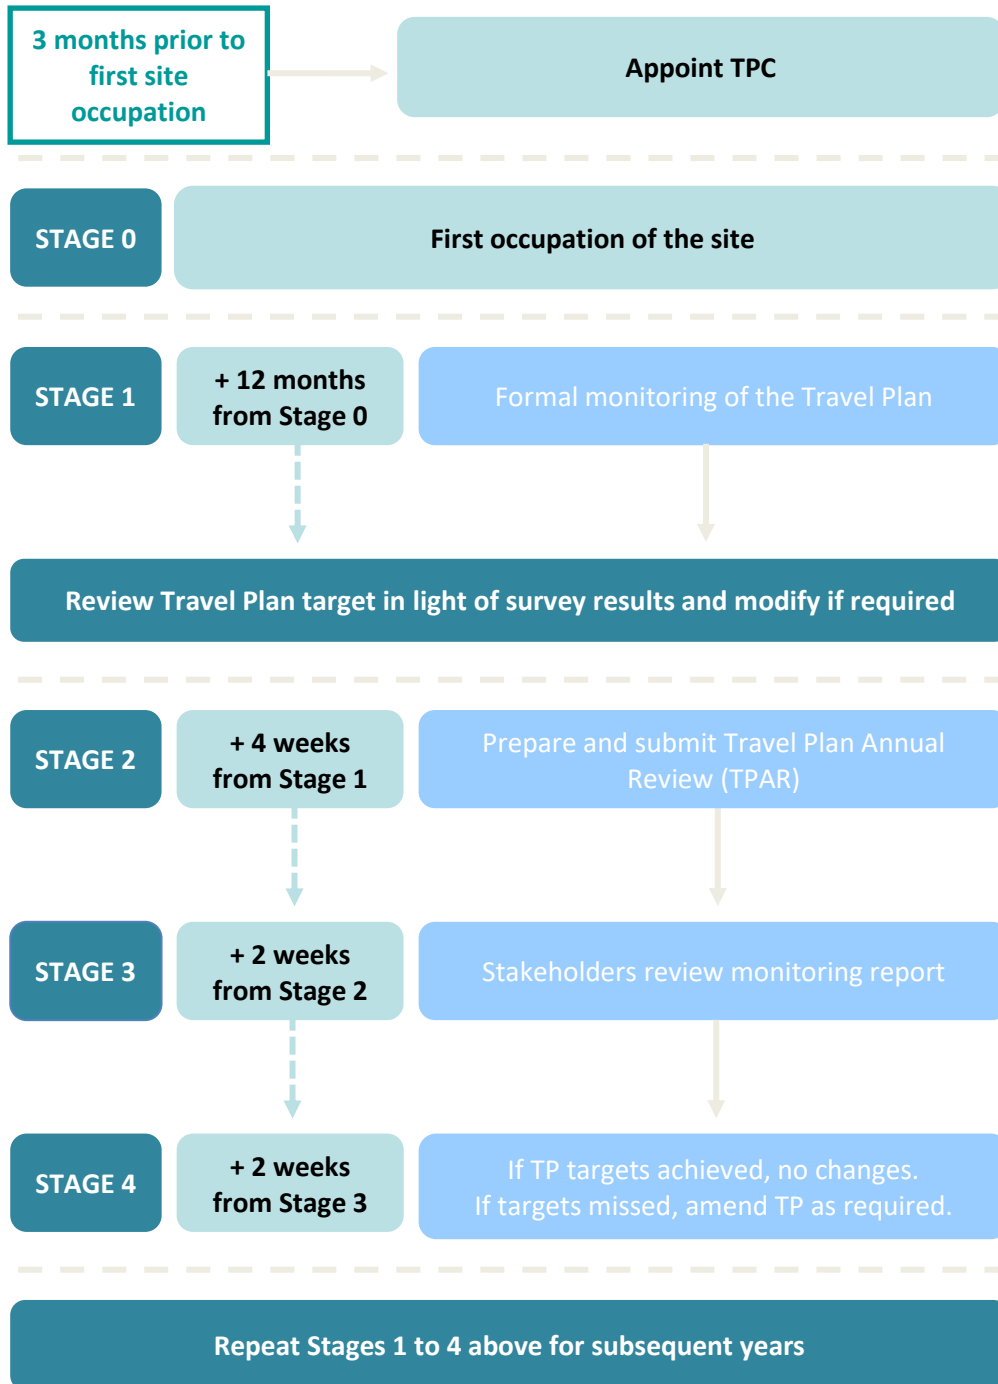 3 months prior to
first site
occupation
Appoint TPC
STAGE 0
First occupation of the site
STAGE 1
+ 12 months
from Stage 0
Formal monitoring of the Travel Plan
Review Travel Plan target in light of survey results and modify if required
STAGE 2
+ 4 weeks
from Stage 1
Prepare and submit Travel Plan Annual
Review (TPAR)
STAGE 3
+ 2 weeks
from Stage 2
Stakeholders review monitoring report
STAGE 4
+ 2 weeks
from Stage 3
If TP targets achieved, no changes.
If targets missed, amend TP as required.
Repeat Stages 1 to 4 above for subsequent years